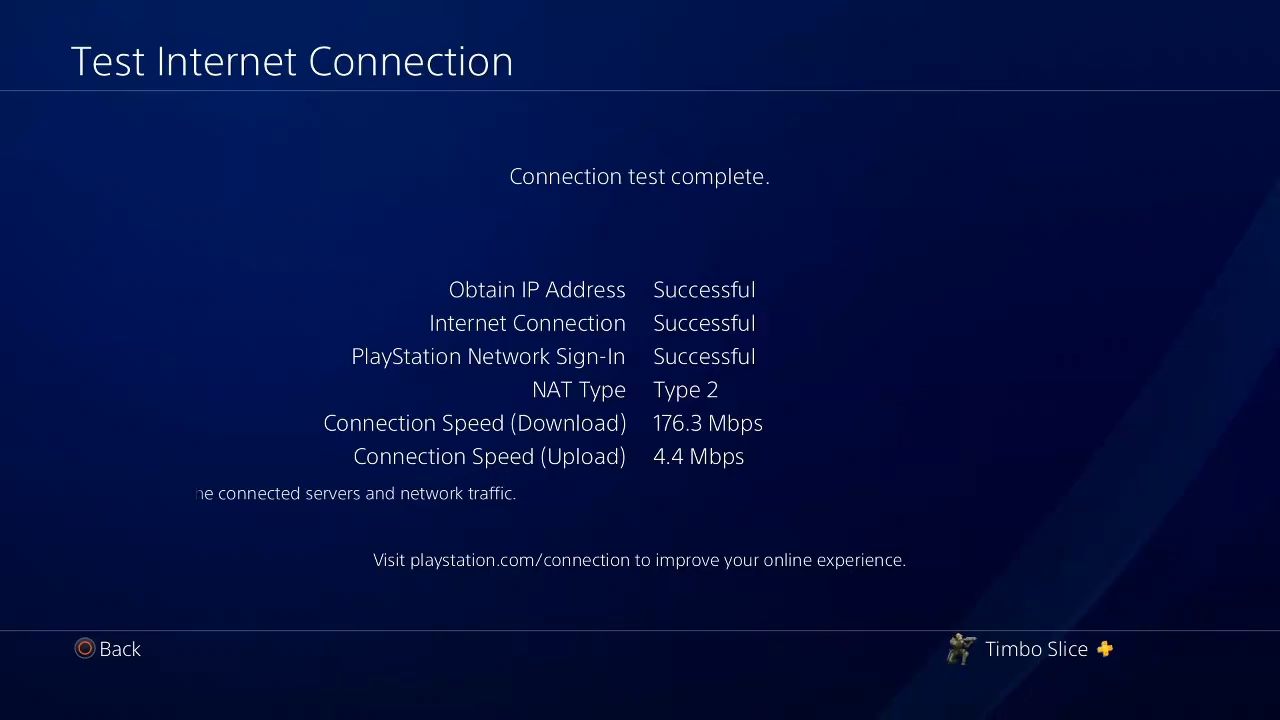 Test Internet Connection
Connection test complete.
Obtain IP Address Successful
Internet Connection Successful
PlayStation Network Sign-In Successful
NAT Type Type 2
Connection Speed (Download) 176.3 Mbps
Connection Speed (Upload) 4.4 Mbps
he connected servers and network traffic.
Visit playstation.com/connection to improve your online experience.
Back Timbo Slice